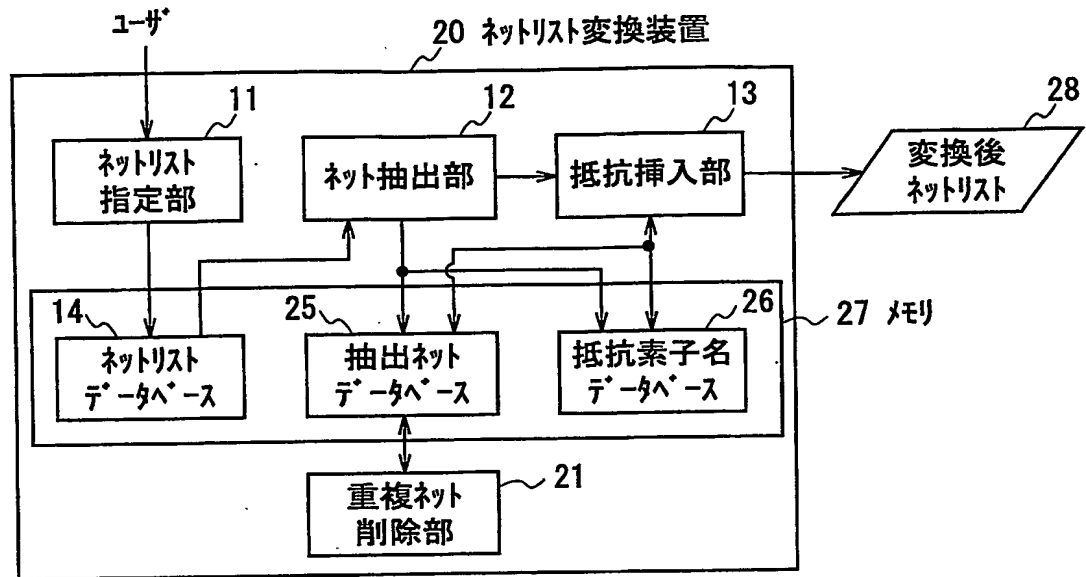 ユーザ
20 ネットリスト変換装置
11
12
13
28
ネットリスト
指定部
ネット抽出部
抵抗挿入部
変換後
ネットリスト
14
25
26
27 メモリ
ネットリスト
データベース
抽出ネット
データベース
抵抗素子名
データベース
21
重複ネット
削除部